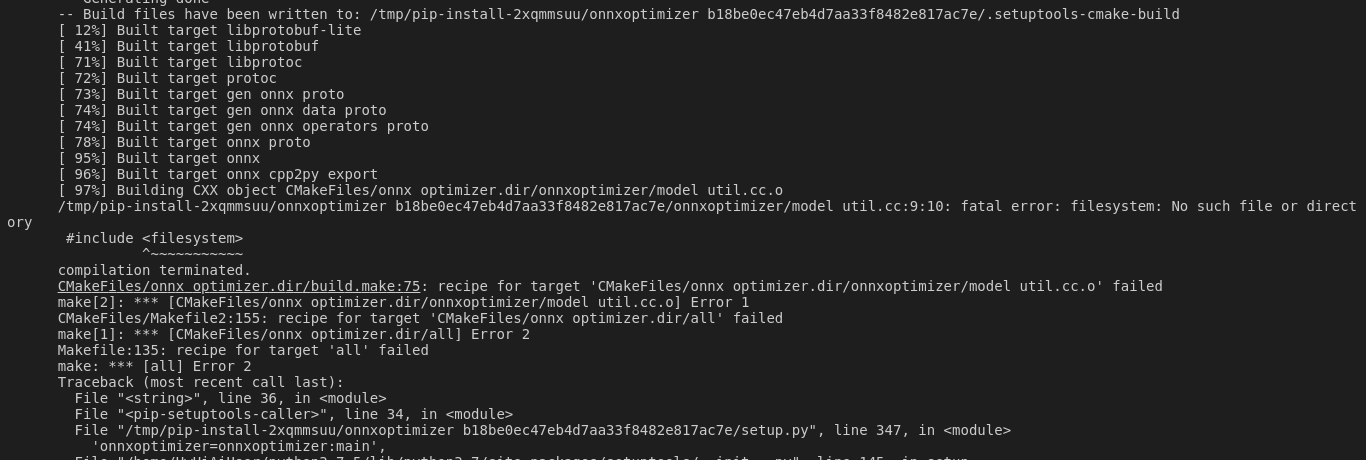 -- Build files have been written to: /tmp/pip-install-2xqmmsuu/onnxoptimizer b18be0ec47eb4d7aa33f8482e817ac7e/.setuptools-cmake-build
[ 12%] Built target libprotobuf-lite
[ 41%] Built target libprotobuf
[ 71%] Built target libprotoc
[ 72%] Built target protoc
[ 73%] Built target gen onnx proto
[ 74%] Built target gen onnx data proto
[ 74%] Built target gen onnx operators proto
[ 78%] Built target onnx proto
[ 95%] Built target onnx
[ 96%] Built target onnx cpp2py export
[ 97%] Building CXX object CMakeFiles/onnx optimizer.dir/onnxoptimizer/model util.cc.o
/tmp/pip-install-2xqmmsuu/onnxoptimizer b18be0ec47eb4d7aa33f8482e817ac7e/onnxoptimizer/model util.cc:9:10: fatal error: filesystem: No such file or direct
ory
#include <filesystem>
^~~~~~~~~~~~
compilation terminated.
CMakeFiles/onnx optimizer.dir/build.make:75: recipe for target 'CMakeFiles/onnx optimizer.dir/onnxoptimizer/model util.cc.o' failed
make[2]: *** [CMakeFiles/onnx optimizer.dir/onnxoptimizer/model util.cc.o] Error 1
CMakeFiles/Makefile2:155: recipe for target 'CMakeFiles/onnx optimizer.dir/all' failed
make[1]: *** [CMakeFiles/onnx optimizer.dir/all] Error 2
Makefile:135: recipe for target 'all' failed
make: *** [all] Error 2
Traceback (most recent call last):
File "<string>", line 36, in <module>
File "<pip-setuptools-caller>", line 34, in <module>
File "/tmp/pip-install-2xqmmsuu/onnxoptimizer b18be0ec47eb4d7aa33f8482e817ac7e/setup.py", line 347, in <module>
'onnxoptimizer=onnxoptimizer:main',